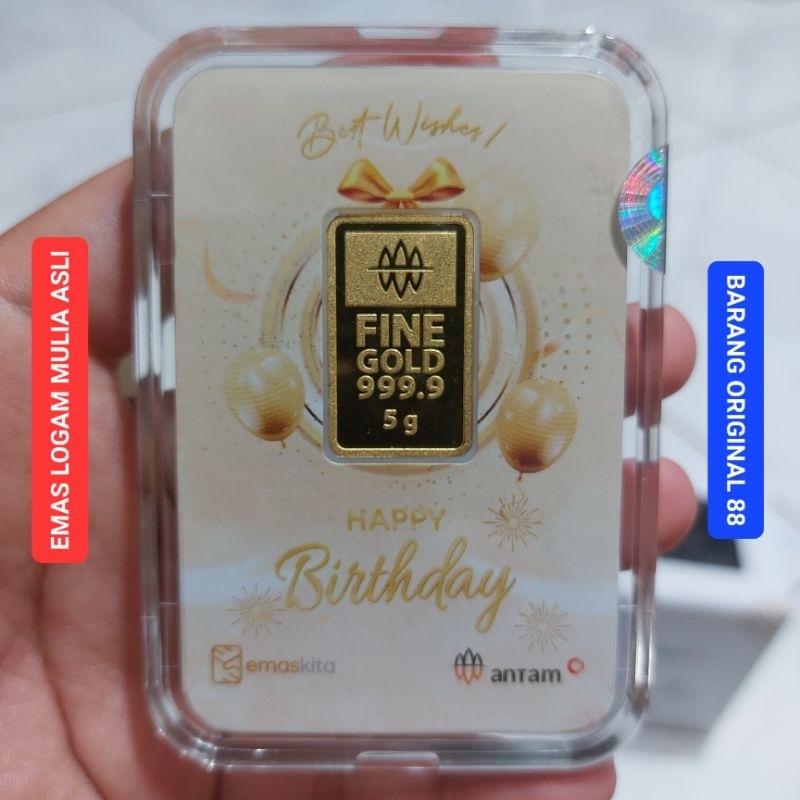 Best Wishes!
FINE
GOLD
999.9
5 g
HAPPY
Birthday
emaskita
antam
EMAS LOGAM MULIA ASLI
BARANG ORIGINAL 88